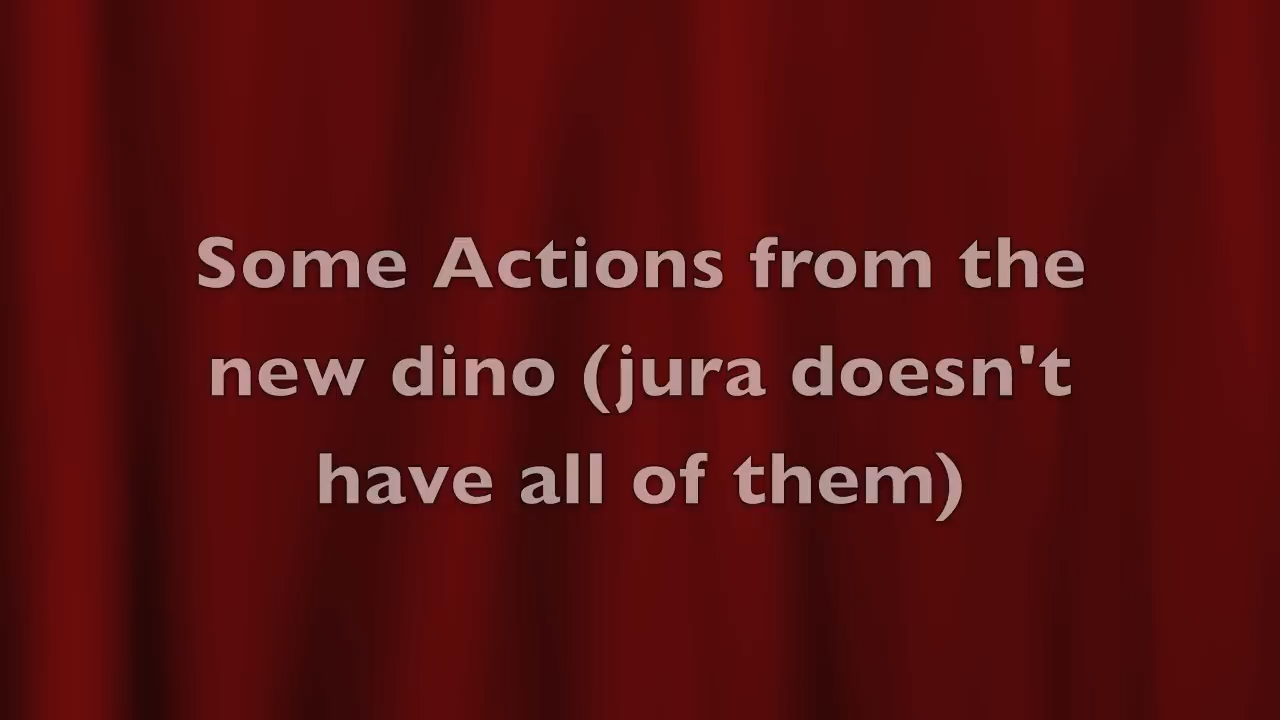 Some Actions from the
new dino (jura doesn't
have all of them)